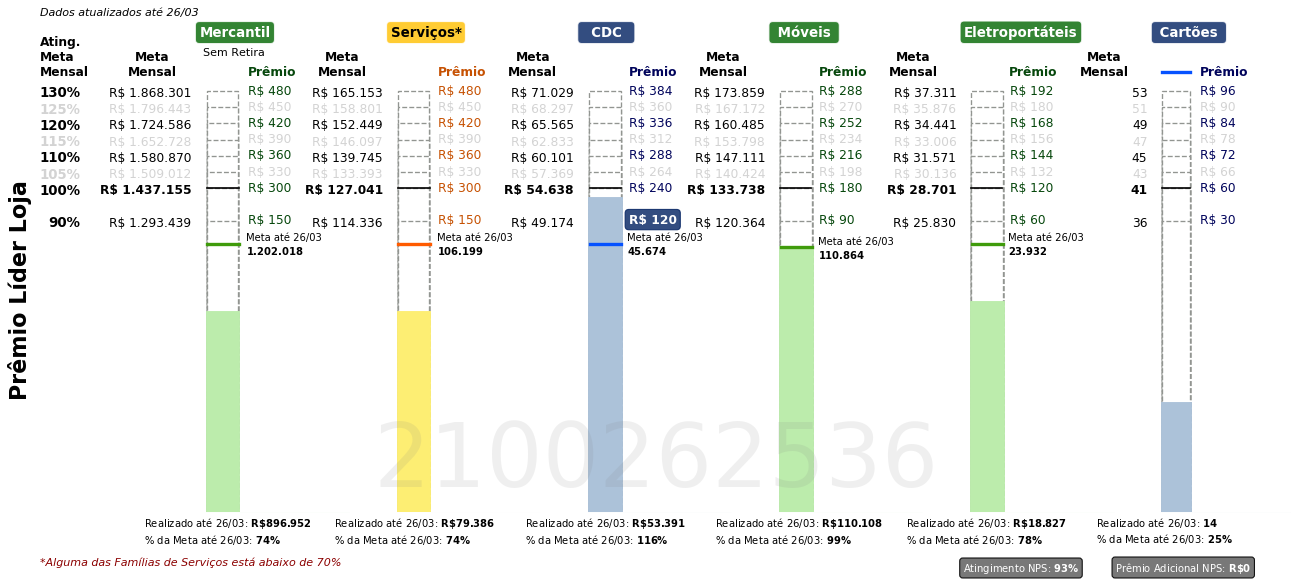 Dados atualizados até 26/03
Mercantil Serviços* CDC Móveis Eletroportáteis Cartões
Sem Retira
Ating. Meta Mensal Meta Mensal Prêmio Meta Mensal Prêmio Meta Mensal Prêmio Meta Mensal Prêmio Meta Mensal Prêmio Meta Mensal Prêmio
130% R$ 1.868.301 R$ 480 R$ 165.153 R$ 480 R$ 71.029 R$ 384 R$ 173.859 R$ 288 R$ 37.311 R$ 192 53 R$ 96
125% R$ 1.796.443 R$ 450 R$ 158.801 R$ 450 R$ 68.297 R$ 360 R$ 167.172 R$ 270 R$ 35.876 R$ 180 51 R$ 90
120% R$ 1.724.586 R$ 420 R$ 152.449 R$ 420 R$ 65.565 R$ 336 R$ 160.485 R$ 252 R$ 34.441 R$ 168 49 R$ 84
115% R$ 1.652.728 R$ 390 R$ 146.097 R$ 390 R$ 62.833 R$ 312 R$ 153.798 R$ 234 R$ 33.006 R$ 156 47 R$ 78
110% R$ 1.580.870 R$ 360 R$ 139.745 R$ 360 R$ 60.101 R$ 288 R$ 147.111 R$ 216 R$ 31.571 R$ 144 45 R$ 72
105% R$ 1.509.012 R$ 330 R$ 133.393 R$ 330 R$ 57.369 R$ 264 R$ 140.424 R$ 198 R$ 30.136 R$ 132 43 R$ 66
100% R$ 1.437.155 R$ 300 R$ 127.041 R$ 300 R$ 54.638 R$ 240 R$ 133.738 R$ 180 R$ 28.701 R$ 120 41 R$ 60
90% R$ 1.293.439 R$ 150 R$ 114.336 R$ 150 R$ 49.174 R$ 120 R$ 120.364 R$ 90 R$ 25.830 R$ 60 36 R$ 30
Meta até 26/03 Meta até 26/03 Meta até 26/03 Meta até 26/03 Meta até 26/03
1.202.018 106.199 45.674 110.864 23.932
Prêmio Líder Loja
2100262536
Realizado até 26/03: R$896.952 Realizado até 26/03: R$79.386 Realizado até 26/03: R$53.391 Realizado até 26/03: R$110.108 Realizado até 26/03: R$18.827 Realizado até 26/03: 14
% da Meta até 26/03: 74% % da Meta até 26/03: 74% % da Meta até 26/03: 116% % da Meta até 26/03: 99% % da Meta até 26/03: 78% % da Meta até 26/03: 25%
*Alguma das Famílias de Serviços está abaixo de 70% Atingimento NPS: 93% Prêmio Adicional NPS: R$0